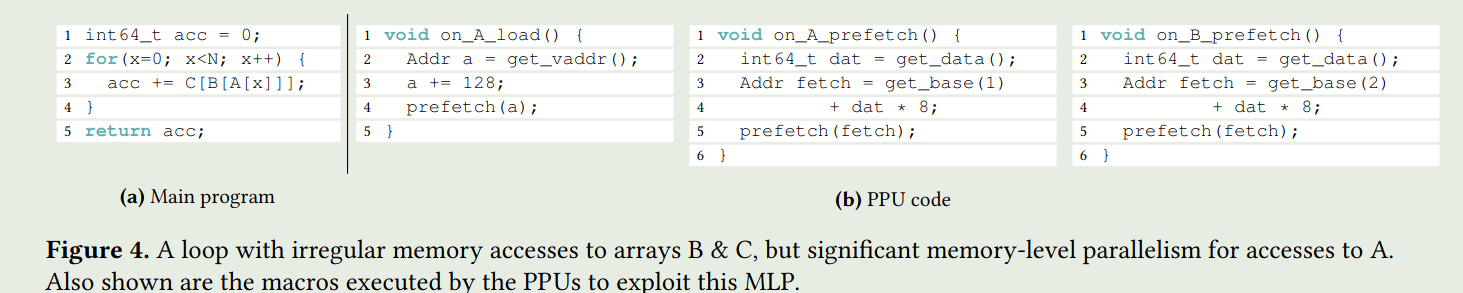 1 int64_t acc = 0;
2 for(x=0; x<N; x++) {
3 acc += C[B[A[x]]];
4 }
5 return acc;
(a) Main program
1 void on_A_load() {
2 Addr a = get_vaddr();
3 a += 128;
4 prefetch(a);
5 }
1 void on_A_prefetch() {
2 int64_t dat = get_data();
3 Addr fetch = get_base(1)
4 + dat * 8;
5 prefetch(fetch);
6 }
1 void on_B_prefetch() {
2 int64_t dat = get_data();
3 Addr fetch = get_base(2)
4 + dat * 8;
5 prefetch(fetch);
6 }
(b) PPU code
Figure 4. A loop with irregular memory accesses to arrays B & C, but significant memory-level parallelism for accesses to A.
Also shown are the macros executed by the PPUs to exploit this MLP.